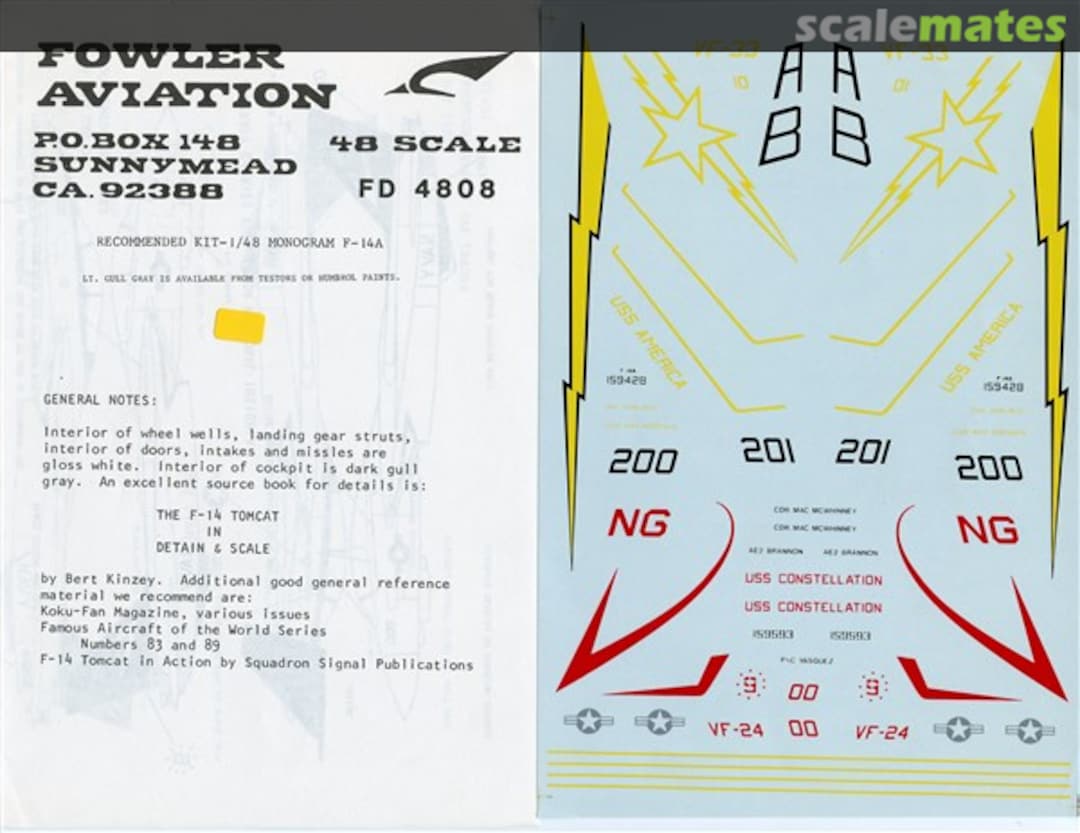 scalemates
FOWLER
AVIATION
P.O.BOX 148
SUNNYMEAD
CA. 92388
48 SCALE
FD 4808
RECOMMENDED KIT-1/48 MONOGRAM F-14A
LT. GULL GRAY IS AVAILABLE FROM TESTORS OR HUMBROL PAINTS.
GENERAL NOTES:
Interior of wheel wells, landing gear struts,
interior of doors, intakes and missles are
gloss white. Interior of cockpit is dark gull
gray. An excellent source book for details is:
THE F-14 TOMCAT
IN
DETAIN & SCALE
by Bert Kinzey. Additional good general reference
material we recommend are:
Koku-Fan Magazine, various issues
Famous Aircraft of the World Series
Numbers 83 and 89
F-14 Tomcat in Action by Squadron Signal Publications
VF-33
VF-33
10
01
A
A
B
B
USS AMERICA
USS AMERICA
159428
159428
200
201
201
200
NG
NG
CDR. MAC MCWHINNEY
CDR. MAC MCWHINNEY
AE2 BRANNON
AE2 BRANNON
USS CONSTELLATION
USS CONSTELLATION
159593
159593
VASQUEZ
9
00
9
VF-24
00
VF-24